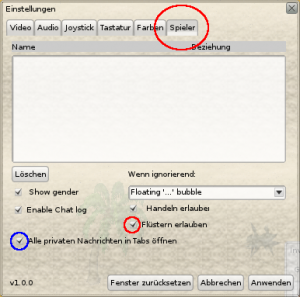 Einstellungen
Video Audio Joystick Tastatur Farben Spieler
Name Beziehung
Löschen Wenn ignorierend:
Show gender Floating '...' bubble
Enable Chat log Handeln erlauben
Flüstern erlauben
Alle privaten Nachrichten in Tabs öffnen
v1.0.0 Fenster zurücksetzen Abbrechen Anwenden